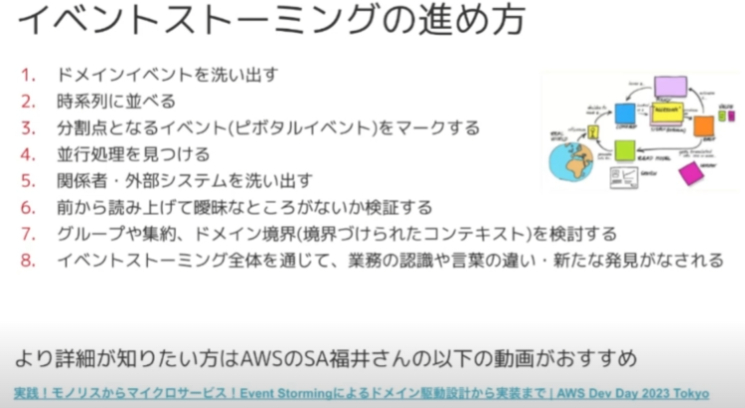 イベントストーミングの進め方
1. ドメインイベントを洗い出す
2. 時系列に並べる
3. 分割点となるイベント(ピボタルイベント)をマークする
4. 並行処理を見つける
5. 関係者・外部システムを洗い出す
6. 前から読み上げて曖昧なところがないか検証する
7. グループや集約、ドメイン境界(境界づけられたコンテキスト)を検討する
8. イベントストーミング全体を通じて、業務の認識や言葉の違い・新たな発見がなされる
より詳細が知りたい方はAWSのSA福井さんの以下の動画がおすすめ
実践！モノリスからマイクロサービス！Event Stormingによるドメイン駆動設計から実装まで | AWS Dev Day 2023 Tokyo